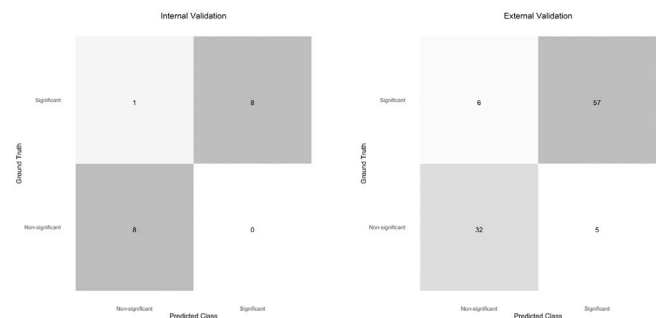 Internal Validation
Significant
1
8
Ground Truth
Non-significant
8
0
Non-significant
Significant
Predicted Class
External Validation
Significant
6
57
Ground Truth
Non-significant
32
5
Non-significant
Significant
Predicted Class